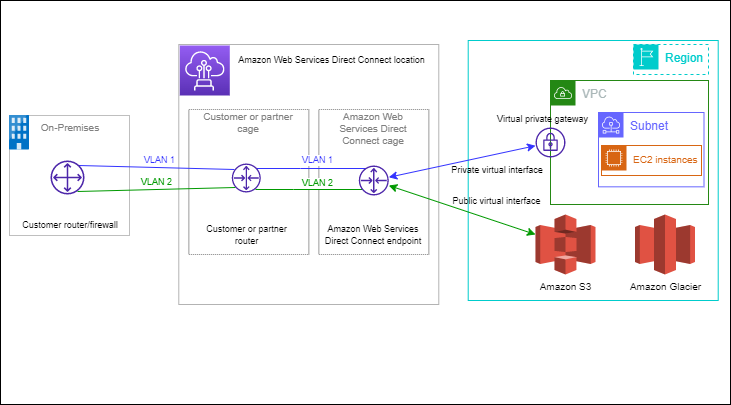 Amazon Web Services Direct Connect location
Region
VPC
Customer or partner
cage
Amazon Web
Services Direct
Connect cage
Virtual private gateway
Subnet
On-Premises
EC2 instances
VLAN 1
VLAN 1
VLAN 2
VLAN 2
Private virtual interface
Public virtual interface
Customer router/firewall
Customer or partner
router
Amazon Web Services
Direct Connect endpoint
Amazon S3
Amazon Glacier